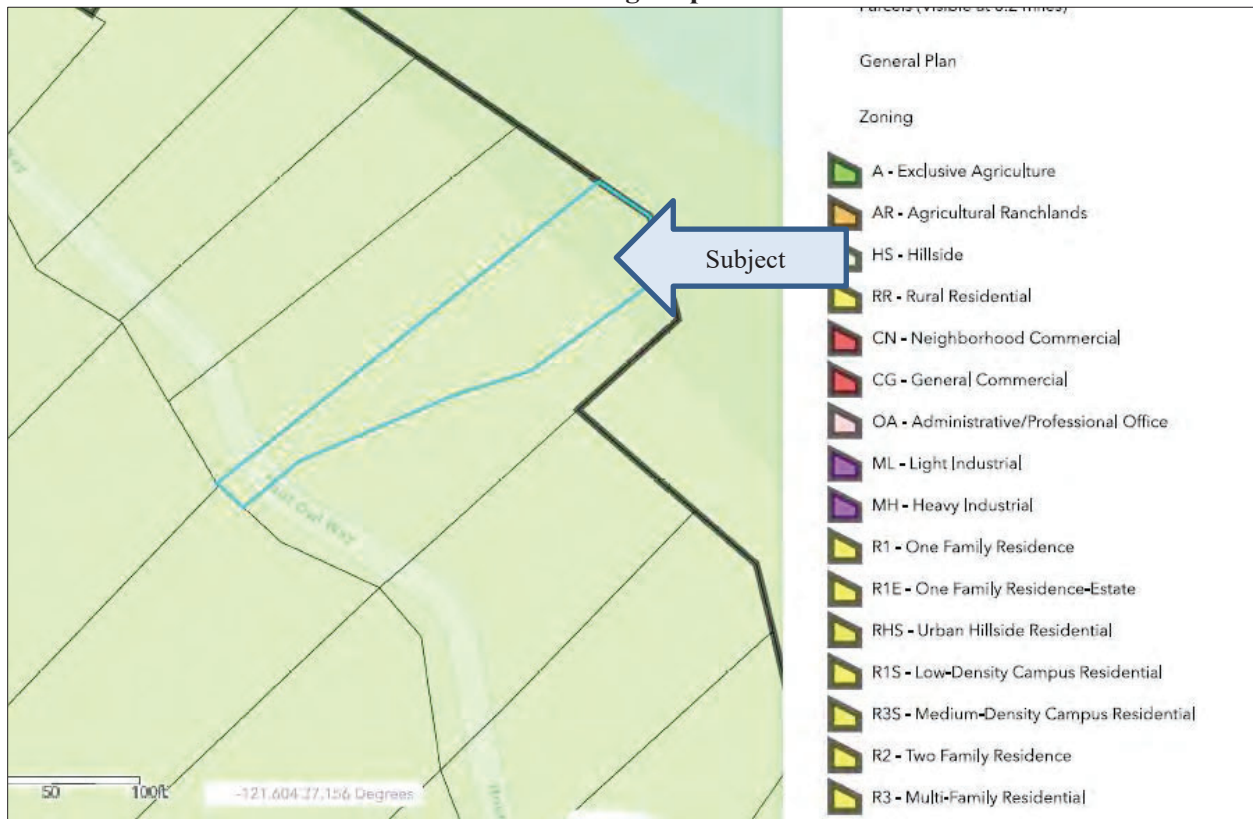 General Plan
Zoning
A - Exclusive Agriculture
AR - Agricultural Ranchlands
HS - Hillside
RR - Rural Residential
CN - Neighborhood Commercial
CG - General Commercial
OA - Administrative/Professional Office
ML - Light Industrial
MH - Heavy Industrial
R1 - One Family Residence
R1E - One Family Residence-Estate
RHS - Urban Hillside Residential
R1S - Low-Density Campus Residential
R3S - Medium-Density Campus Residential
R2 - Two Family Residence
R3 - Multi-Family Residential
Subject
Owl Way
50 100ft
-121.604 37.156 Degrees